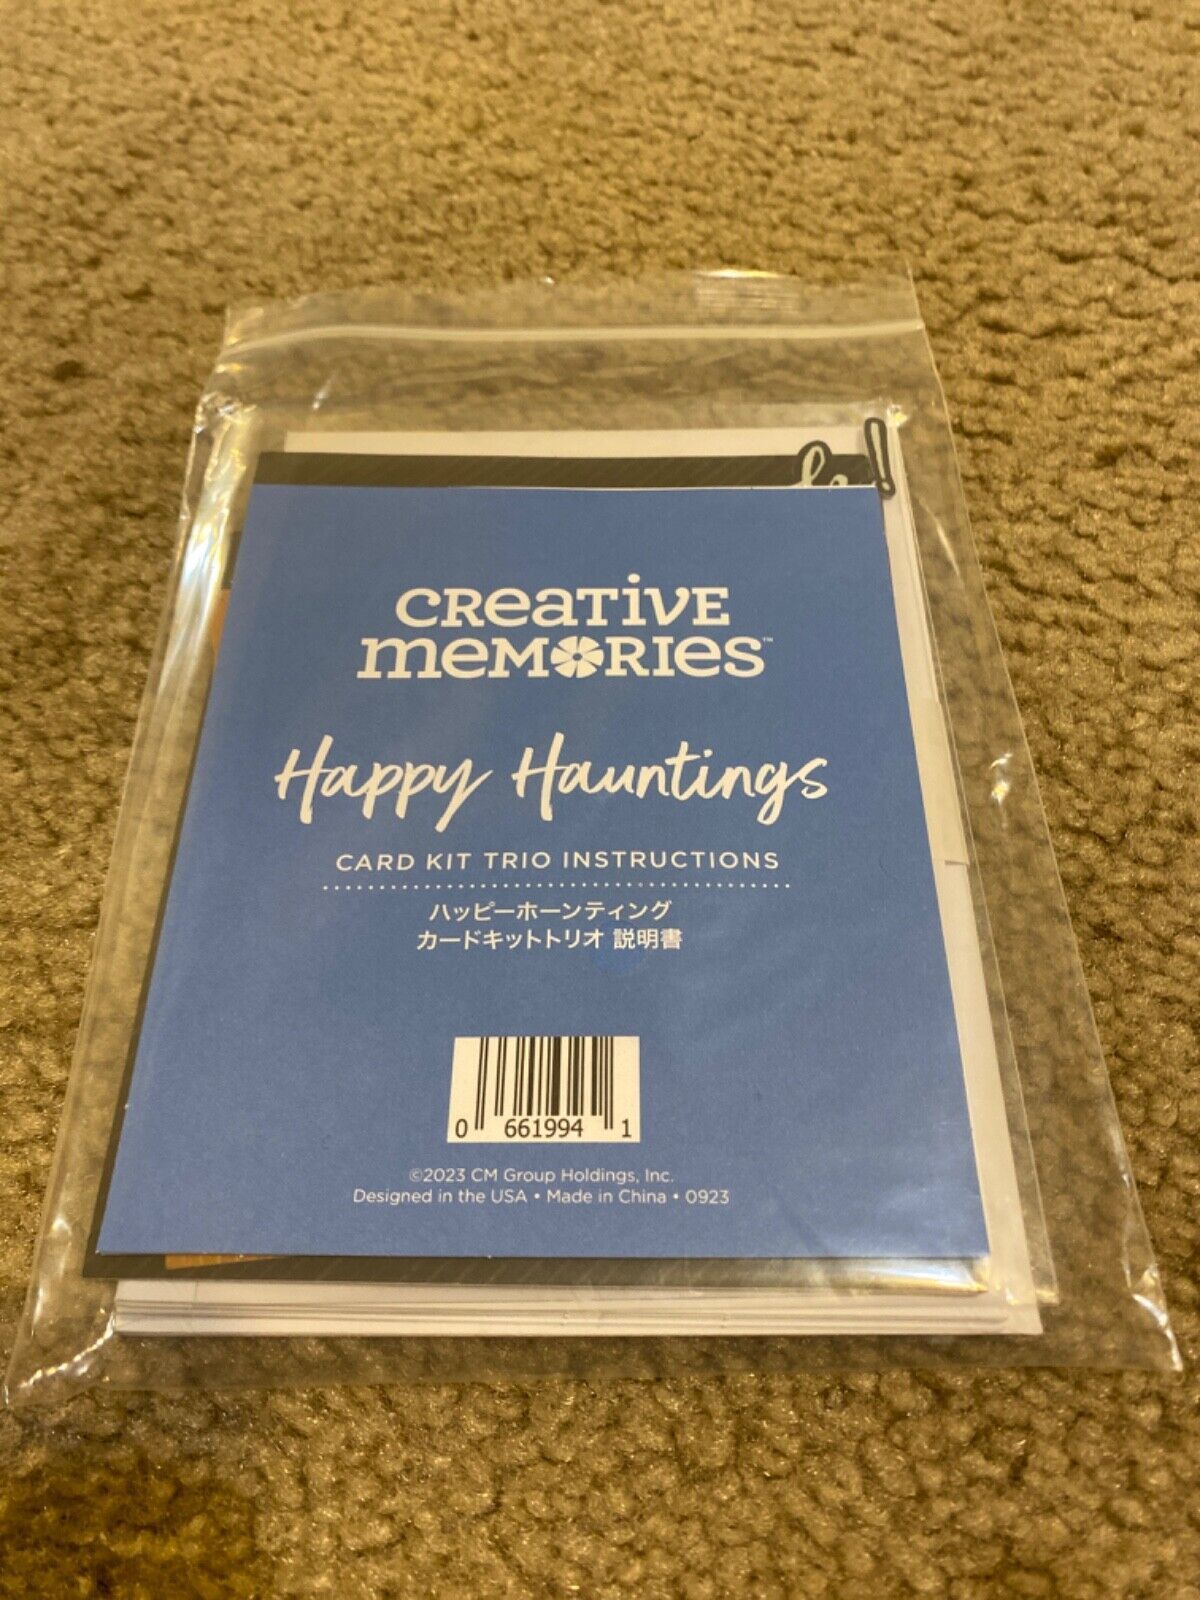 CREATIVE
MEMORIES™
Happy Hauntings
CARD KIT TRIO INSTRUCTIONS
ハッピーホーンティング
カードキットトリオ 説明書
0 661994 1
©2023 CM Group Holdings, Inc.
Designed in the USA • Made in China • 0923